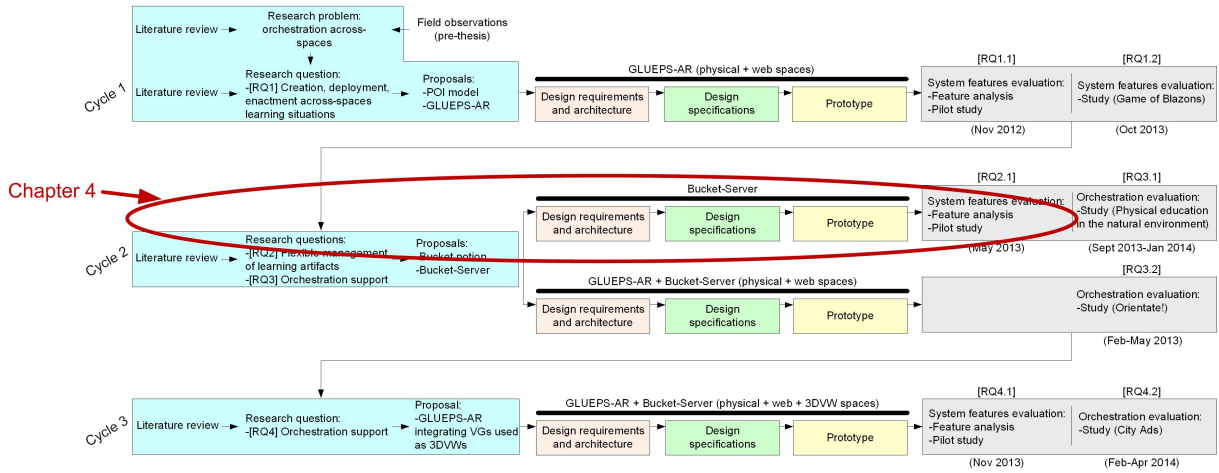 Literature review
Research problem:
orchestration across-
spaces
Field observations
(pre-thesis)
Cycle 1
Literature review
Research question:
-[RQ1] Creation, deployment,
enactment across-spaces
learning situations
Proposals:
-POI model
-GLUEPS-AR
GLUEPS-AR (physical + web spaces)
Design requirements
and architecture
Design
specifications
Prototype
[RQ1.1]
System features evaluation:
-Feature analysis
-Pilot study
(Nov 2012)
[RQ1.2]
System features evaluation:
-Study (Game of Blazons)
(Oct 2013)
Chapter 4
Cycle 2
Literature review
Research questions:
-[RQ2] Flexible management
of learning artifacts
-[RQ3] Orchestration support
Proposals:
-Bucket notion
-Bucket-Server
Bucket-Server
Design requirements
and architecture
Design
specifications
Prototype
[RQ2.1]
System features evaluation:
-Feature analysis
-Pilot study
(May 2013)
[RQ3.1]
Orchestration evaluation:
-Study (Physical education
in the natural environment)
(Sept 2013-Jan 2014)
GLUEPS-AR + Bucket-Server (physical + web spaces)
Design requirements
and architecture
Design
specifications
Prototype
[RQ3.2]
Orchestration evaluation:
-Study (Orientate!)
(Feb-May 2013)
Cycle 3
Literature review
Research question:
-[RQ4] Orchestration support
Proposal:
-GLUEPS-AR
integrating VGs used
as 3DVWs
GLUEPS-AR + Bucket-Server (physical + web + 3DVW spaces)
Design requirements
and architecture
Design
specifications
Prototype
[RQ4.1]
System features evaluation:
-Feature analysis
-Pilot study
(Nov 2013)
[RQ4.2]
Orchestration evaluation:
-Study (City Ads)
(Feb-Apr 2014)